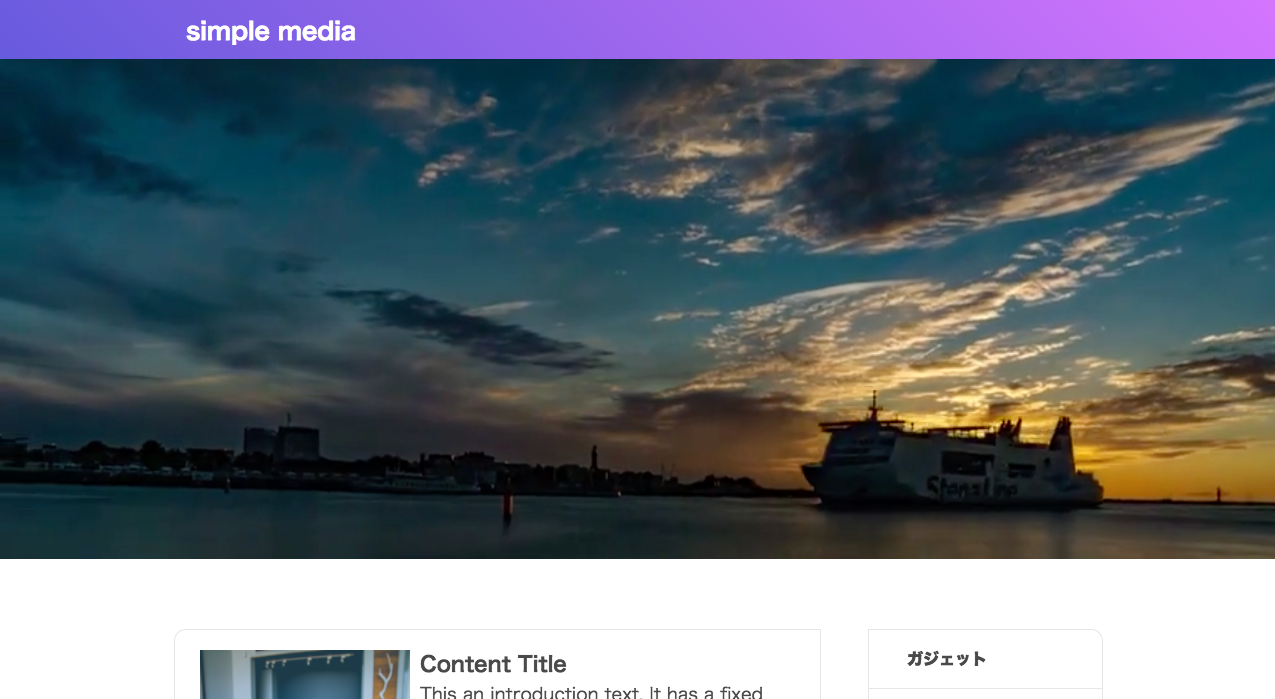 simple media
Stena Line
Content Title
This an introduction text. It has a fixed
ガジェット